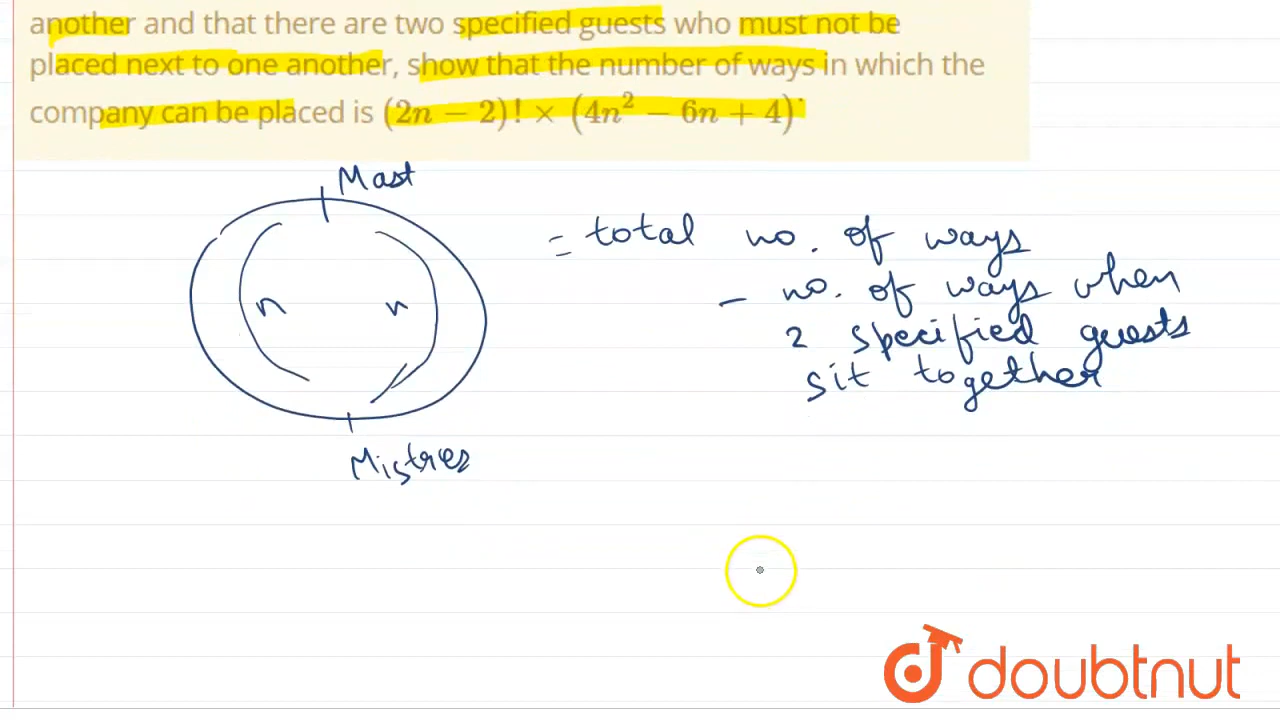 another and that there are two specified guests who must not be
placed next to one another, show that the number of ways in which the
company can be placed is (2n − 2)! × (4n² − 6n + 4)·
Mast
= total no. of ways
n n
− no. of ways when
2 specified guests
sit together
Mistres
doubtnut